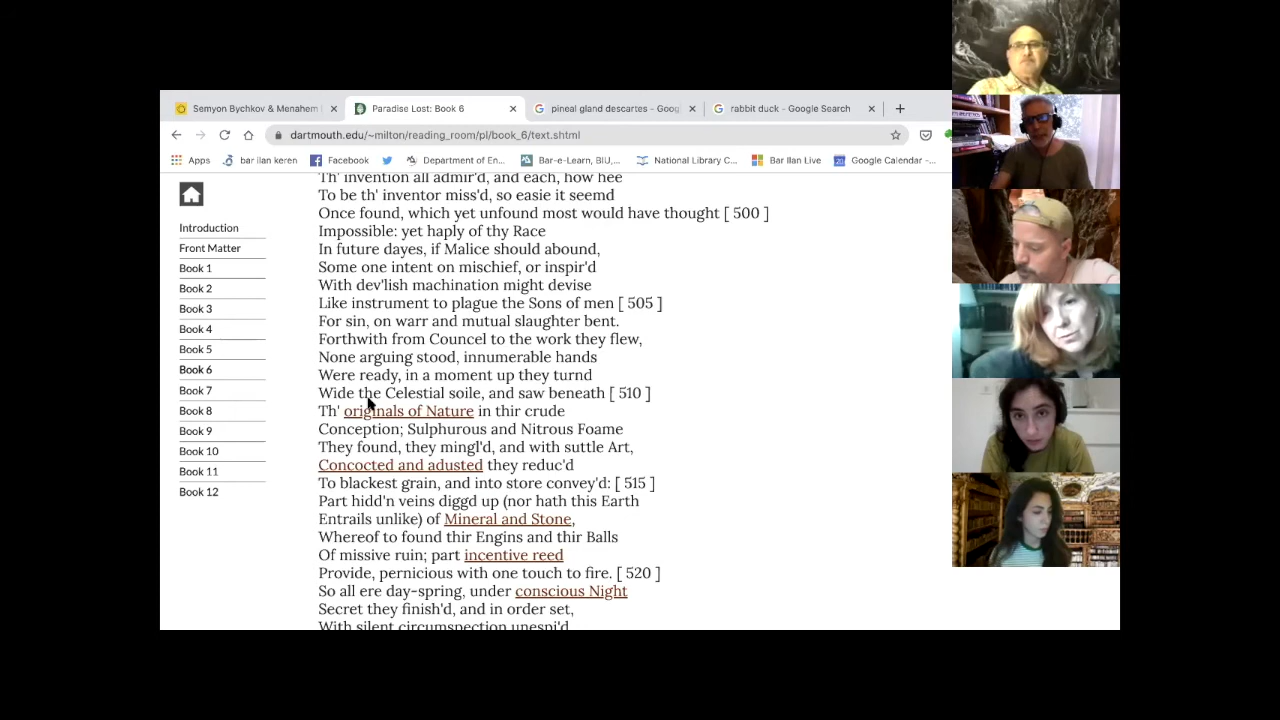 Semyon Bychkov & Menahem
Paradise Lost: Book 6
pineal gland descartes - Goog
rabbit duck - Google Search
dartmouth.edu/~milton/reading_room/pl/book_6/text.shtml
Apps
bar ilan keren
Facebook
Department of En...
Bar-e-Learn, BIU,...
National Library C...
Bar Ilan Live
Google Calendar -...
Introduction
Front Matter
Book 1
Book 2
Book 3
Book 4
Book 5
Book 6
Book 7
Book 8
Book 9
Book 10
Book 11
Book 12
Th' invention all admir'd, and each, how hee
To be th' inventor miss'd, so easie it seemd
Once found, which yet unfound most would have thought [ 500 ]
Impossible: yet haply of thy Race
In future dayes, if Malice should abound,
Some one intent on mischief, or inspir'd
With dev'lish machination might devise
Like instrument to plague the Sons of men [ 505 ]
For sin, on warr and mutual slaughter bent.
Forthwith from Councel to the work they flew,
None arguing stood, innumerable hands
Were ready, in a moment up they turnd
Wide the Celestial soile, and saw beneath [ 510 ]
Th' originals of Nature in thir crude
Conception; Sulphurous and Nitrous Foame
They found, they mingl'd, and with suttle Art,
Concocted and adusted they reduc'd
To blackest grain, and into store convey'd: [ 515 ]
Part hidd'n veins diggd up (nor hath this Earth
Entrails unlike) of Mineral and Stone,
Whereof to found thir Engins and thir Balls
Of missive ruin; part incentive reed
Provide, pernicious with one touch to fire. [ 520 ]
So all ere day-spring, under conscious Night
Secret they finish'd, and in order set,
With silent circumspection unespi'd.